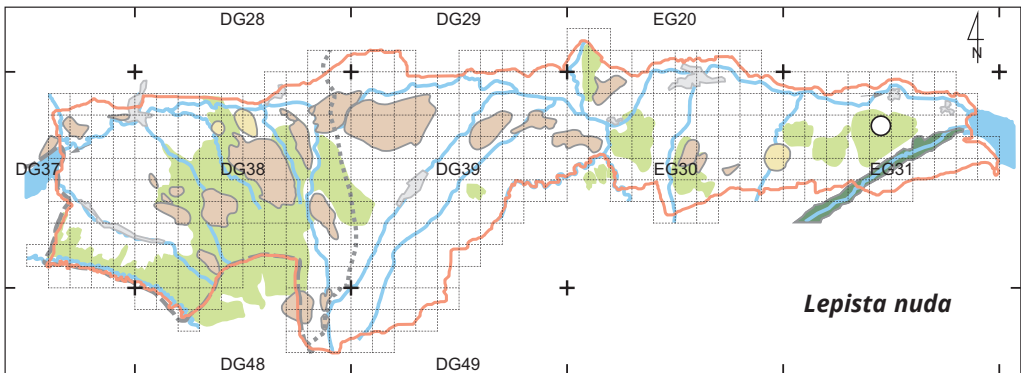 DG28 DG29 EG20
N
DG37 DG38 DG39 EG30 EG31
Lepista nuda
DG48 DG49